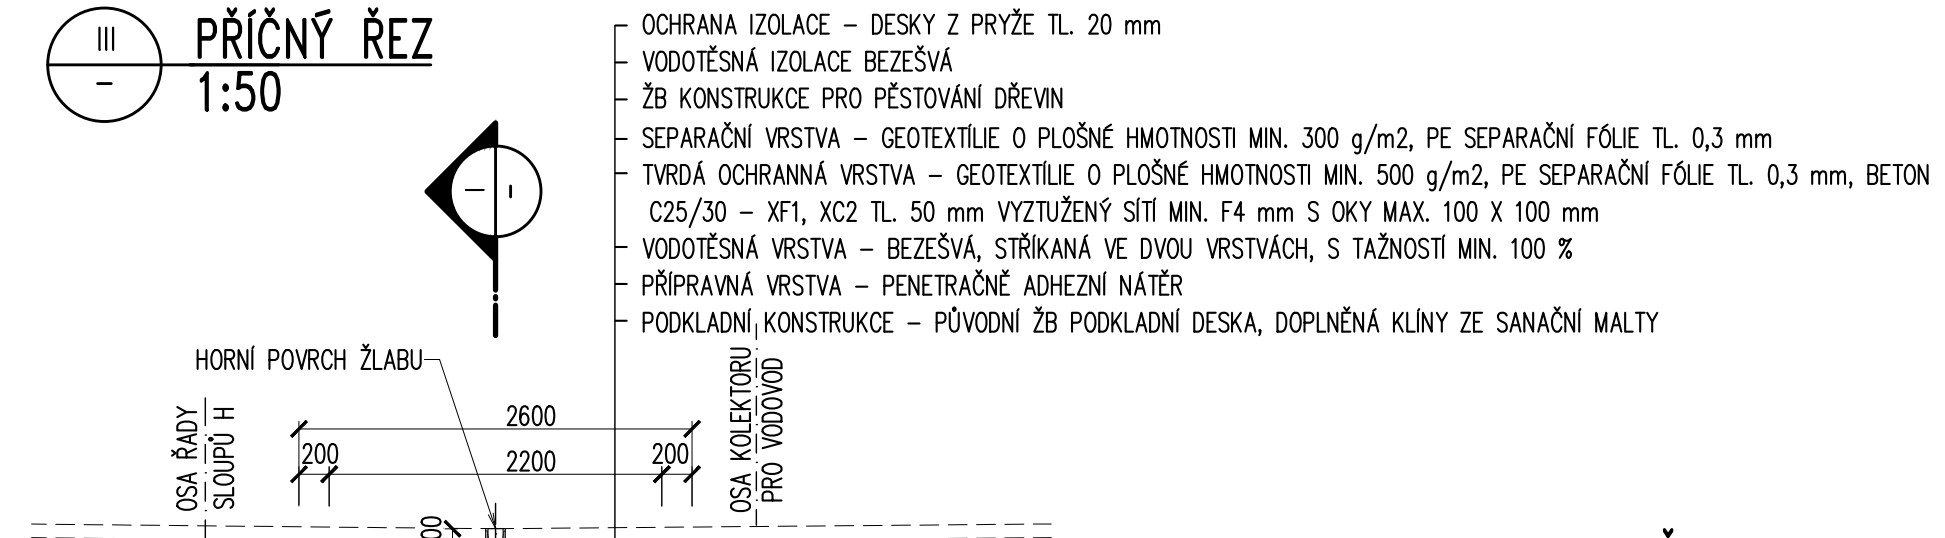 III
PŘÍČNÝ ŘEZ
–
1:50
OCHRANA IZOLACE – DESKY Z PRYŽE TL. 20 mm
VODOTĚSNÁ IZOLACE BEZEŠVÁ
ŽB KONSTRUKCE PRO PĚSTOVÁNÍ DŘEVIN
SEPARAČNÍ VRSTVA – GEOTEXTÍLIE O PLOŠNÉ HMOTNOSTI MIN. 300 g/m2, PE SEPARAČNÍ FÓLIE TL. 0,3 mm
TVRDÁ OCHRANNÁ VRSTVA – GEOTEXTÍLIE O PLOŠNÉ HMOTNOSTI MIN. 500 g/m2, PE SEPARAČNÍ FÓLIE TL. 0,3 mm, BETON
C25/30 – XF1, XC2 TL. 50 mm VYZTUŽENÝ SÍTÍ MIN. F4 mm S OKY MAX. 100 X 100 mm
VODOTĚSNÁ VRSTVA – BEZEŠVÁ, STŘÍKANÁ VE DVOU VRSTVÁCH, S TAŽNOSTÍ MIN. 100 %
PŘÍPRAVNÁ VRSTVA – PENETRAČNĚ ADHEZNÍ NÁTĚR
PODKLADNÍ KONSTRUKCE – PŮVODNÍ ŽB PODKLADNÍ DESKA, DOPLNĚNÁ KLÍNY ZE SANAČNÍ MALTY
I
–
HORNÍ POVRCH ŽLABU
OSA ŘADY
SLOUPŮ H
2600
200
2200
200
OSA KOLEKTORU
PRO VODOVOD